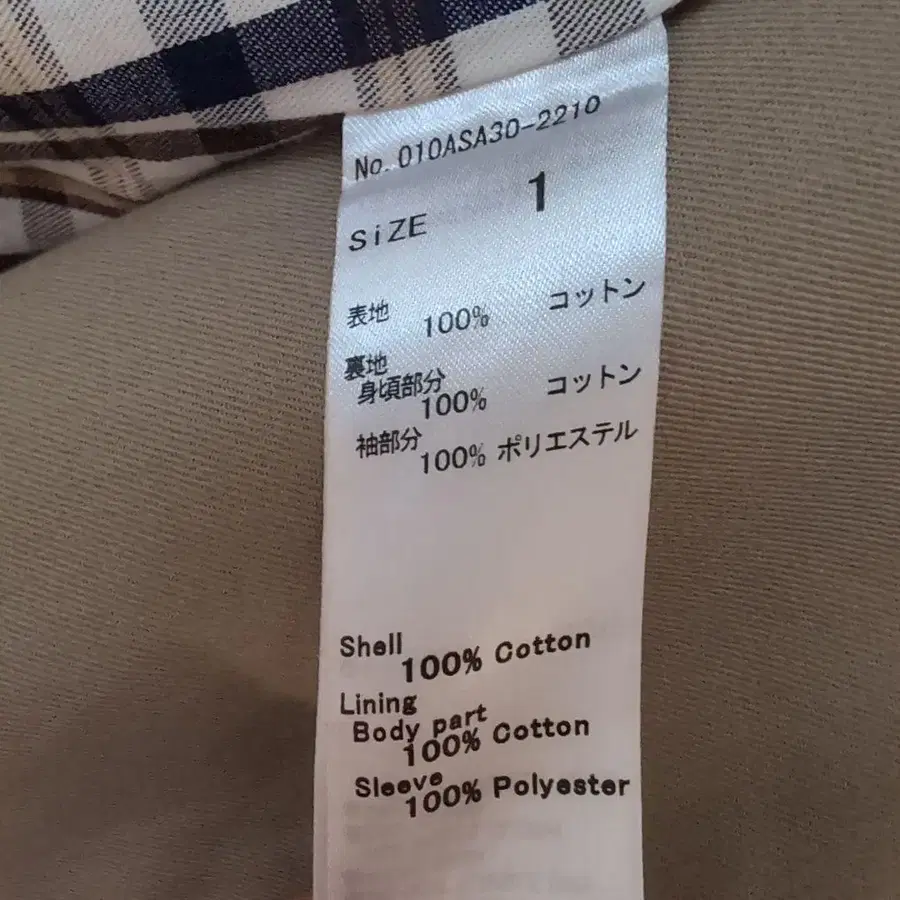 No. 010ASA30-2210
SiZE 1
表地 100% コットン
裏地
身頃部分 100% コットン
袖部分 100% ポリエステル
Shell
100% Cotton
Lining
Body part
100% Cotton
Sleeve
100% Polyester